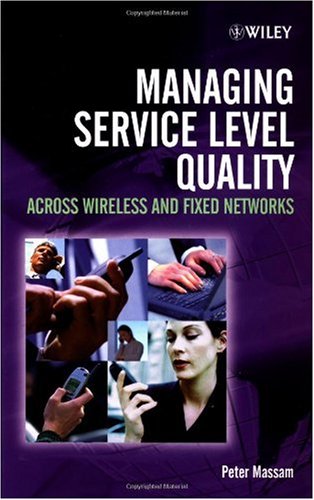 WILEY
MANAGING
SERVICE LEVEL
QUALITY
ACROSS WIRELESS AND FIXED NETWORKS
Peter Massam